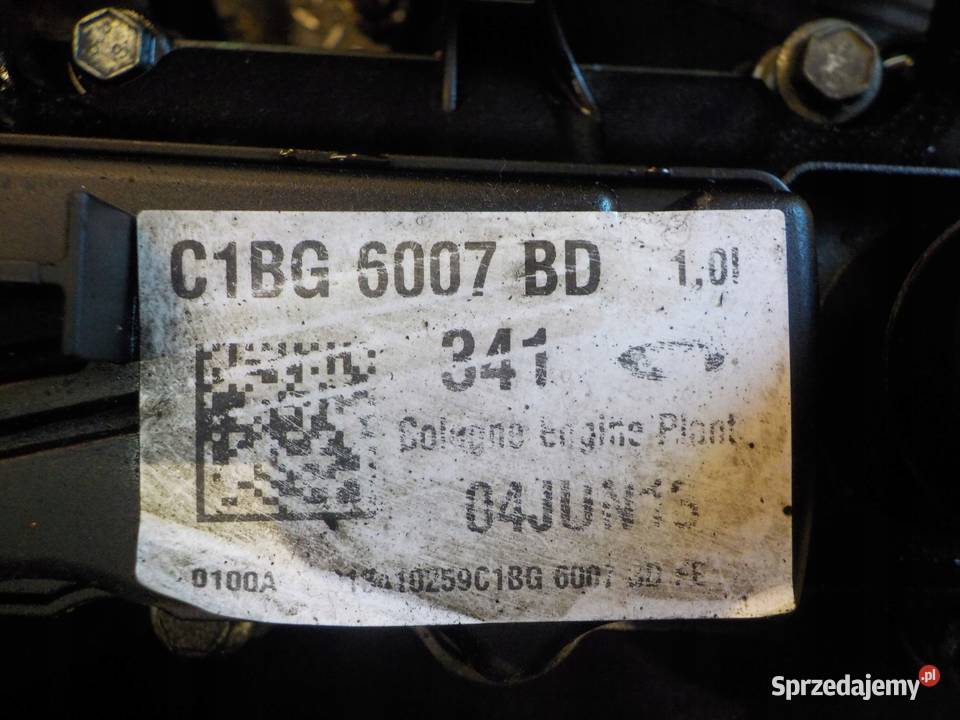 C1BG 6007 BD 1,0l
341
Cologne Engine Plant
0100A
Sprzedajemy.pl